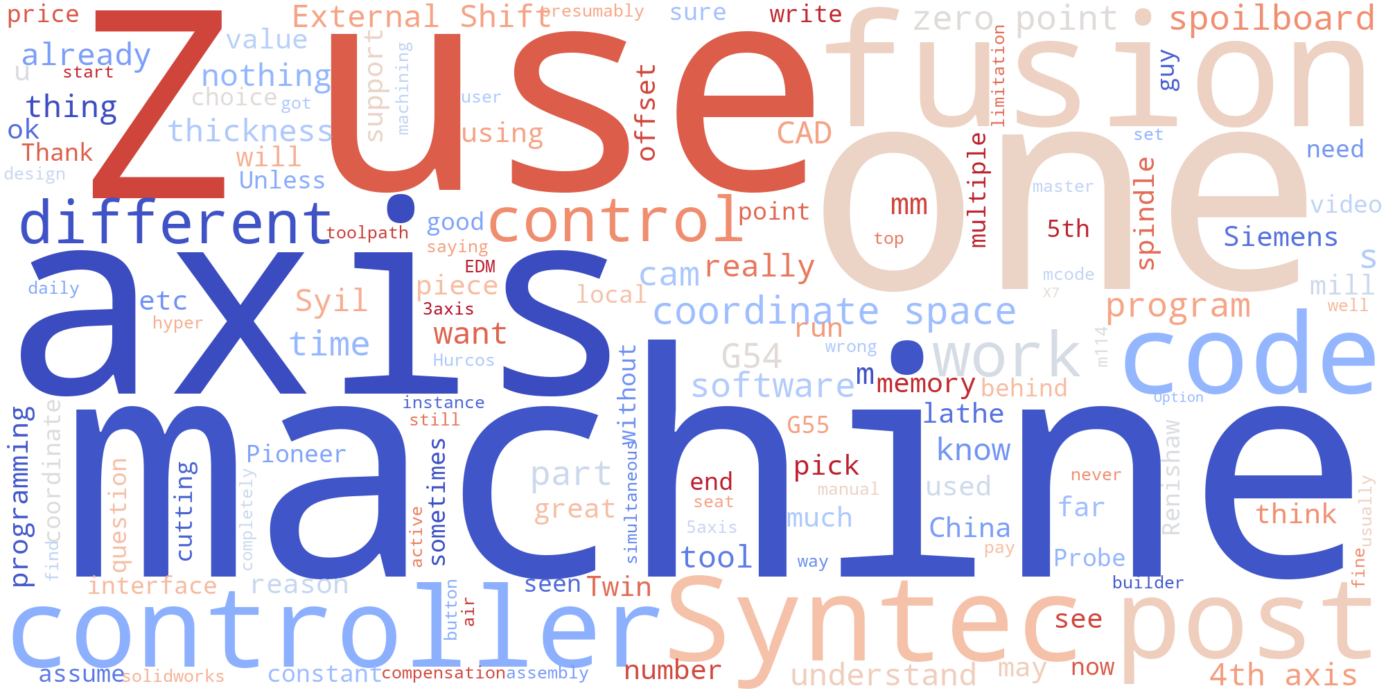 price
External Shift
presumably
sure
write
zero point
spoilboard
already
value
Z use
fusion
guy
u
start
nothing
support
machining
user
offset
limitation
choice
got
thing
ok
thickness
using
CAD
set
need
Thank
will
one
design
Unless
multiple
master
mm
spindle
video
different
toolpath
good
control
point
top
5th
Siemens
saying
EDM
cam
really
mcode
s
daily
axis
piece
local
X7
mill
etc
Syil
3axis
coordinate space
program
well
hyper
want
run
time
Hurcos
wrong
G54
work
m114
code
software
m
memory
behind
Option
instance
still
without
machine
lathe
programming
coordinate
G55
know
Pioneer
question
cutting
completely
sometimes
active
simultaneous
part
end
pick
never
Renishaw
seat
manual
used
great
5axis
much
China
far
think
usually
find
tool
way
pay
Probe
fine
interface
reason
seen
Twin
builder
controller
button
air
Syntec
post
see
assume
solidworks
constant
compensation
assembly
number
understand
may
now
4th axis